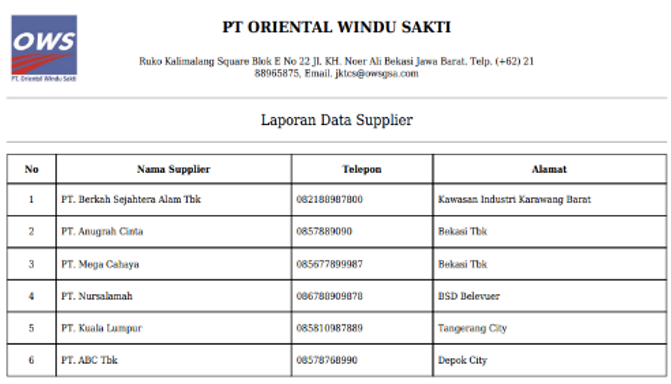 OWS
PT. Oriental Windu Sakti
PT ORIENTAL WINDU SAKTI
Ruko Kalimalang Square Blok E No 22 Jl. KH. Noer Ali Bekasi Jawa Barat. Telp. (+62) 21
88965875, Email. jktcs@owsgsa.com
Laporan Data Supplier
No Nama Supplier Telepon Alamat
1 PT. Berkah Sejahtera Alam Tbk 082188987800 Kawasan Industri Karawang Barat
2 PT. Anugrah Cinta 0857889090 Bekasi Tbk
3 PT. Mega Cahaya 085677899987 Bekasi Tbk
4 PT. Nursalamah 086788909878 BSD Belevuer
5 PT. Kuala Lumpur 085810987889 Tangerang City
6 PT. ABC Tbk 08578768990 Depok City